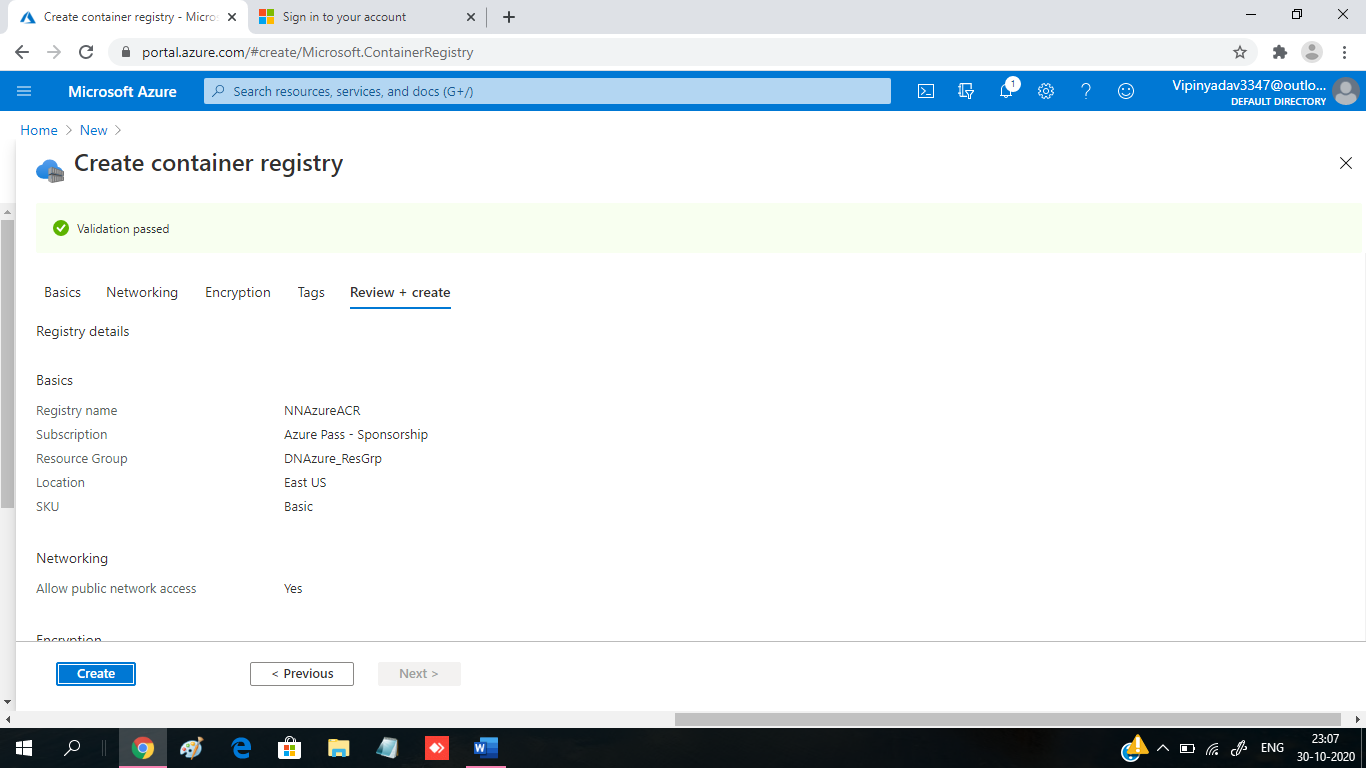 Create container registry - Micros
Sign in to your account
portal.azure.com/#create/Microsoft.ContainerRegistry
Microsoft Azure
Search resources, services, and docs (G+/)
1
Vipinyadav3347@outlo...
DEFAULT DIRECTORY
Home > New >
Create container registry
Validation passed
Basics Networking Encryption Tags Review + create
Registry details
Basics
Registry name NNAzureACR
Subscription Azure Pass - Sponsorship
Resource Group DNAzure_ResGrp
Location East US
SKU Basic
Networking
Allow public network access Yes
Encryption
Create < Previous Next >
ENG
23:07
30-10-2020